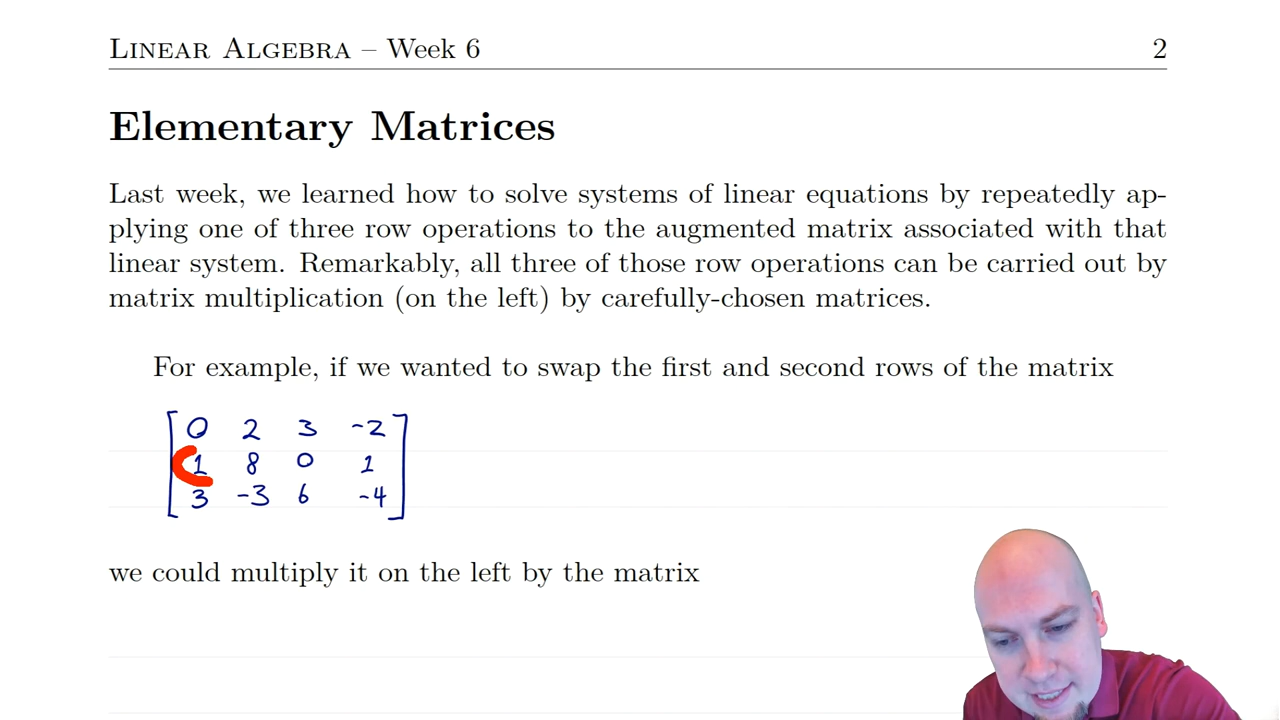 LINEAR ALGEBRA – Week 6 2
Elementary Matrices
Last week, we learned how to solve systems of linear equations by repeatedly ap-
plying one of three row operations to the augmented matrix associated with that
linear system. Remarkably, all three of those row operations can be carried out by
matrix multiplication (on the left) by carefully-chosen matrices.
For example, if we wanted to swap the first and second rows of the matrix
0 2 3 -2
1 8 0 1
3 -3 6 -4
we could multiply it on the left by the matrix